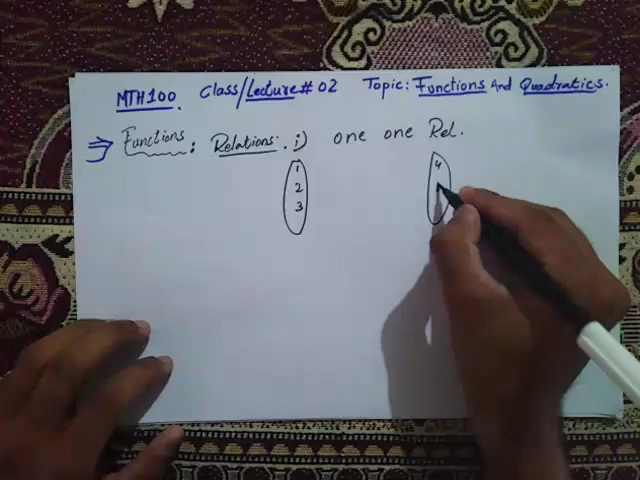 MTH100. Class/Lecture# 02 Topic: Functions And Quadratics.
⇒ Functions: Relations. i) one one Rel.
1 4
2
3